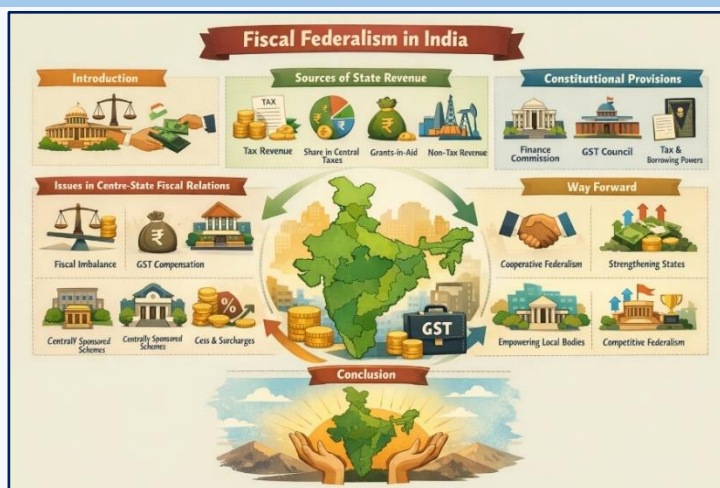 Fiscal Federalism in India
Introduction
Sources of State Revenue
TAX
Tax Revenue
Share in Central
Taxes
Grants-in-Aid
Non-Tax Revenue
Constituttional Provisions
Finance
Commission
GST Council
Tax &
Borrowing Powers
Issues in Centre-State Fiscal Relations
Fiscal Imbalance
GST Compensation
Centrallf Sponsored
Schemes
Centrally Sponsored
Schemes
Cess & Surcharges
GST
Way Forward
Cooperative Federalism
Strengthening States
Empowering Local Bodies
Competitive Federalism
Conclusion